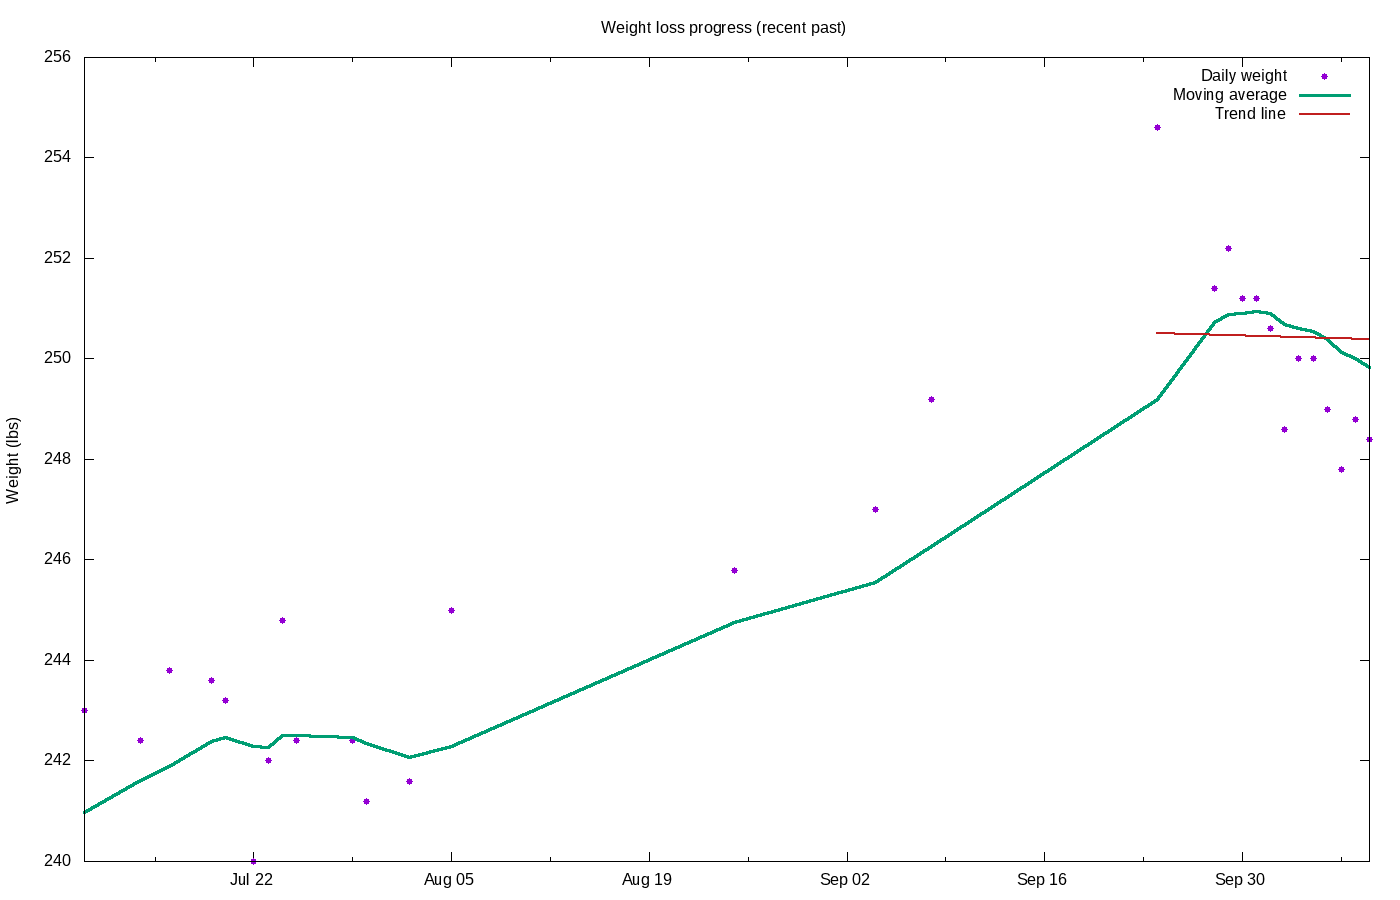 Weight loss progress (recent past)
256
254
252
250
248
246
244
242
240
Weight (lbs)
Daily weight
Moving average
Trend line
Jul 22
Aug 05
Aug 19
Sep 02
Sep 16
Sep 30